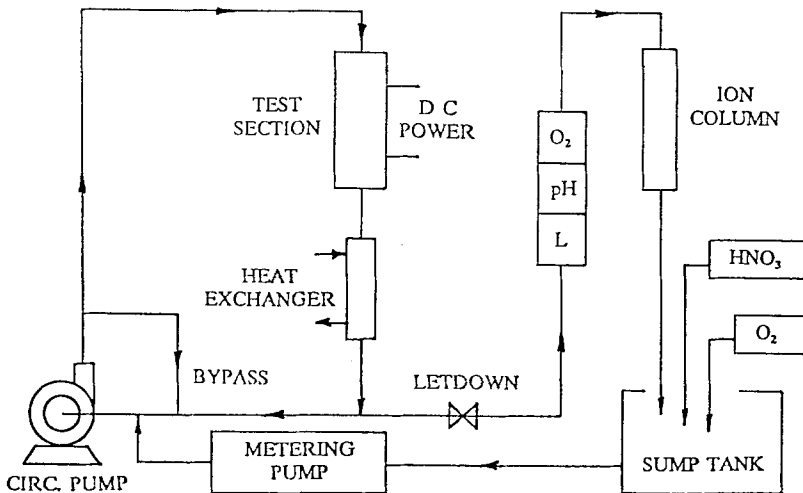 TEST
SECTION
D C
POWER
O₂
pH
L
ION
COLUMN
HEAT
EXCHANGER
HNO₃
O₂
BYPASS
LETDOWN
METERING
PUMP
SUMP TANK
CIRC. PUMP